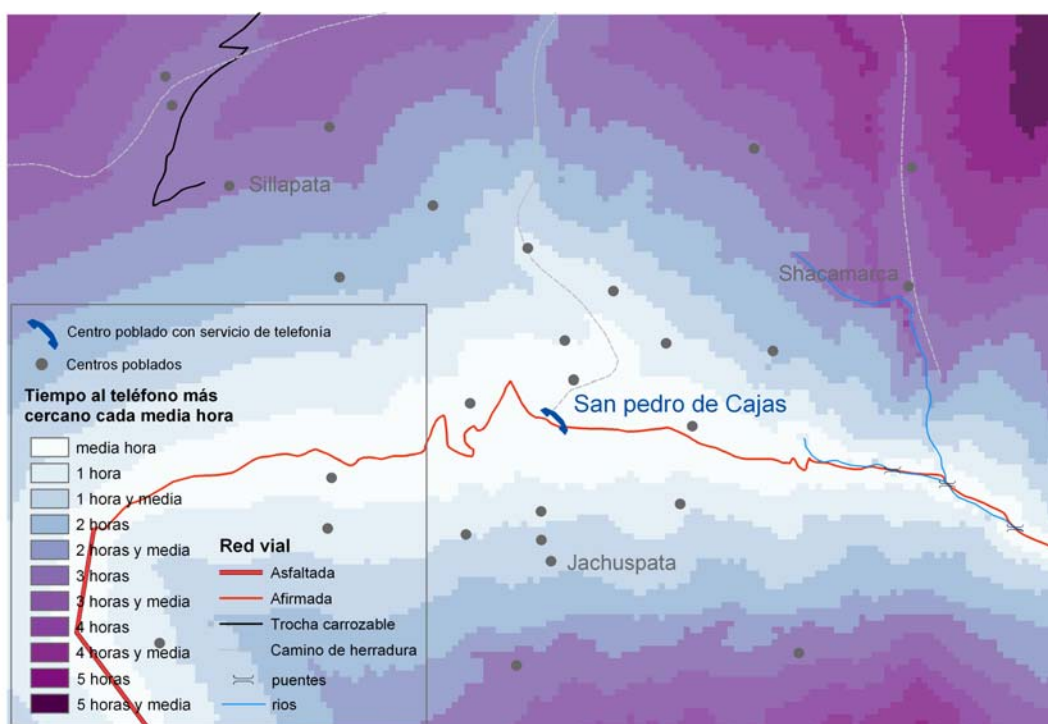 Sillapata
Shacamarca
San pedro de Cajas
Jachuspata
Centro poblado con servicio de telefonía
Centros poblados
Tiempo al teléfono más
cercano cada media hora
media hora
1 hora
1 hora y media
2 horas
2 horas y media
3 horas
3 horas y media
4 horas
4 horas y media
5 horas
5 horas y media
Red vial
Asfaltada
Afirmada
Trocha carrozable
Camino de herradura
puentes
rios